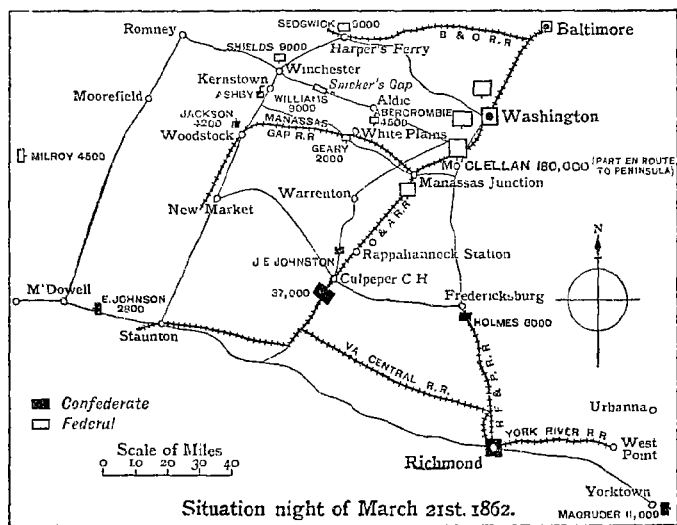 SEDGWICK 9000
Romney
Baltimore
B & O R.R
SHIELDS 9000
Harper's Ferry
Winchester
Kernstown
Snicker's Gap
ASHBY
Moorefield
WILLIAMS 9000
Aldie
ABERCROMBIE 4500
Washington
JACKSON 4200
MANASSAS GAP R.R
Woodstock
White Plains
GEARY 2000
MILROY 4500
McCLELLAN 180,000 (PART EN ROUTE TO PENINSULA)
Manassas Junction
New Market
Warrenton
O & A R.R
J E JOHNSTON
Rappahannock Station
Culpeper C H
M'Dowell
37,000
Fredericksburg
E. JOHNSON 2800
HOLMES 6000
Staunton
VA CENTRAL R.R.
R F & P. R.R
Confederate
Federal
Urbanna
YORK RIVER R R
Scale of Miles
West Point
10 0 10 20 30 40
Richmond
Yorktown
Situation night of March 21st. 1862.
MAGRUDER 11,000